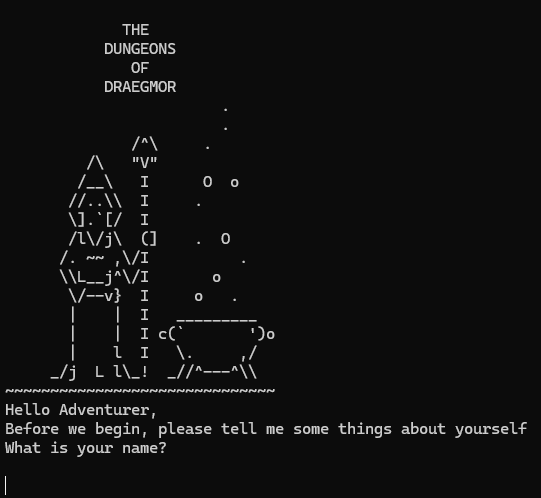 THE
DUNGEONS
OF
DRAEGMOR
Hello Adventurer,
Before we begin, please tell me some things about yourself
What is your name?